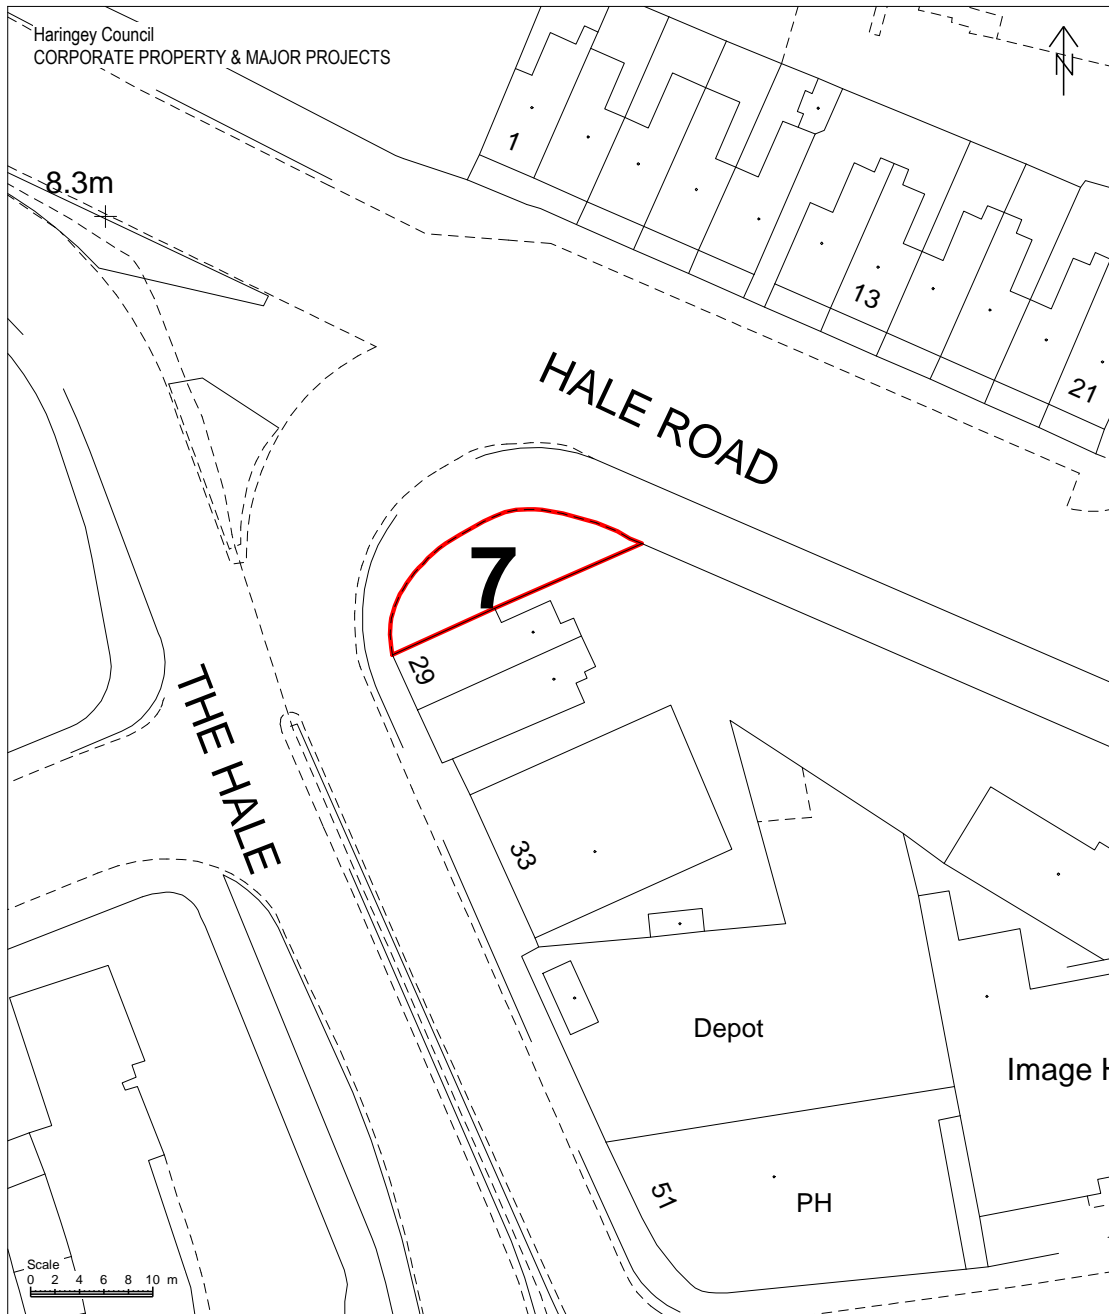 Haringey Council
CORPORATE PROPERTY & MAJOR PROJECTS
N
8.3m
1
13
21
HALE ROAD
7
29
THE HALE
33
Depot
Image H
51
PH
Scale
0 2 4 6 8 10 m